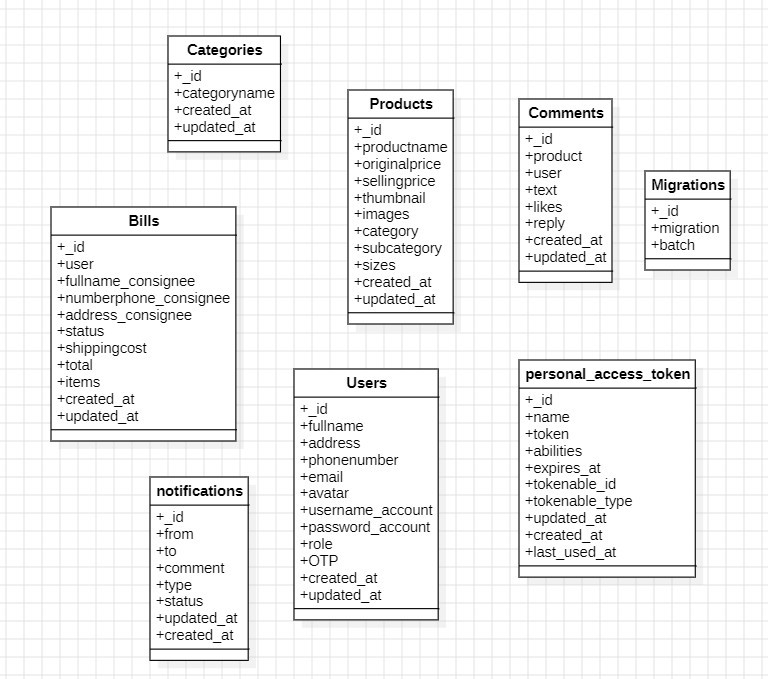 Categories
+_id
+categoryname
+created_at
+updated_at
Products
+_id
+productname
+originalprice
+sellingprice
+thumbnail
+images
+category
+subcategory
+sizes
+created_at
+updated_at
Comments
+_id
+product
+user
+text
+likes
+reply
+created_at
+updated_at
Migrations
+_id
+migration
+batch
Bills
+_id
+user
+fullname_consignee
+numberphone_consignee
+address_consignee
+status
+shippingcost
+total
+items
+created_at
+updated_at
Users
+_id
+fullname
+address
+phonenumber
+email
+avatar
+username_account
+password_account
+role
+OTP
+created_at
+updated_at
personal_access_token
+_id
+name
+token
+abilities
+expires_at
+tokenable_id
+tokenable_type
+updated_at
+created_at
+last_used_at
notifications
+_id
+from
+to
+comment
+type
+status
+updated_at
+created_at